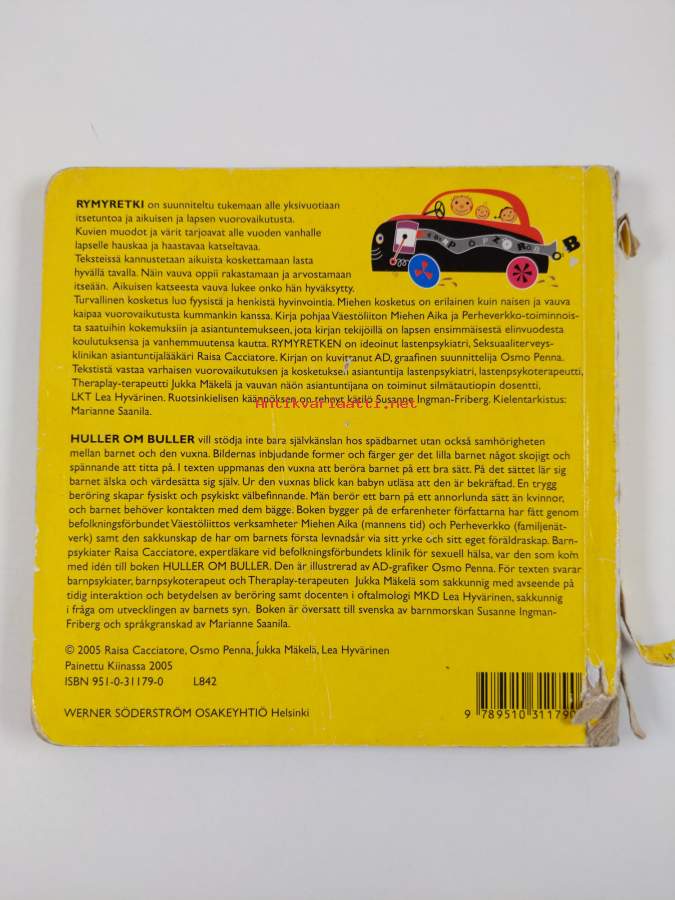 RYMYRETKI on suunniteltu tukemaan alle yksivuotiaan
itsetuntoa ja aikuisen ja lapsen vuorovaikutusta.
Kuvien muodot ja värit tarjoavat alle vuoden vanhalle
lapselle hauskaa ja haastavaa katseltavaa.
Teksteissä kannustetaan aikuista koskettamaan lasta
hyvällä tavalla. Näin vauva oppii rakastamaan ja arvostamaan
itseään. Aikuisen katseesta vauva lukee onko hän hyväksytty.
Turvallinen kosketus luo fyysistä ja henkistä hyvinvointia. Miehen kosketus on erilainen kuin naisen ja vauva
kaipaa vuorovaikutusta kummankin kanssa. Kirja pohjaa Väestöliiton Miehen Aika ja Perheverkko-toiminnois-
ta saatuihin kokemuksiin ja asiantuntemukseen, jota kirjan tekijöillä on lapsen ensimmäisestä elinvuodesta
koulutuksensa ja vanhemmuutensa kautta. RYMYRETKEN on ideoinut lastenpsykiatri, Seksuaaliterveys-
klinikan asiantuntijalääkäri Raisa Cacciatore. Kirjan on kuvittanut AD, graafinen suunnittelija Osmo Penna.
Tekstistä vastaa varhaisen vuorovaikutuksen ja kosketuksen asiantuntija lastenpsykiatri, lastenpsykoterapeutti,
Theraplay-terapeutti Jukka Mäkelä ja vauvan näön asiantuntijana on toiminut silmätautiopin dosentti,
LKT Lea Hyvärinen. Ruotsinkielisen käännöksen on tehnyt kätilö Susanne Ingman-Friberg. Kielentarkistus:
Marianne Saanila.
Antikvariaatti.net
HULLER OM BULLER vill stödja inte bara självkänslan hos spädbarnet utan också samhörigheten
mellan barnet och den vuxna. Bildernas inbjudande former och färger ger det lilla barnet något skojigt och
spännande att titta på. I texten uppmanas den vuxna att beröra barnet på ett bra sätt. På det sättet lär sig
barnet älska och värdesätta sig själv. Ur den vuxnas blick kan babyn utläsa att den är bekräftad. En trygg
beröring skapar fysiskt och psykiskt välbefinnande. Män berör ett barn på ett annorlunda sätt än kvinnor,
och barnet behöver kontakten med dem bägge. Boken bygger på de erfarenheter författarna har fått genom
befolkningsförbundet Väestöliittos verksamheter Miehen Aika (mannens tid) och Perheverkko (familjenät-
verk) samt den sakkunskap de har om barnets första levnadsår via sitt yrke och sitt eget föräldraskap. Barn-
psykiater Raisa Cacciatore, expertläkare vid befolkningsförbundets klinik för sexuell hälsa, var den som kom
med idén till boken HULLER OM BULLER. Den är illustrerad av AD-grafiker Osmo Penna. För texten svarar
barnpsykiater, barnpsykoterapeut och Theraplay-terapeuten Jukka Mäkelä som sakkunnig med avseende på
tidig interaktion och betydelsen av beröring samt docenten i oftalmologi MKD Lea Hyvärinen, sakkunnig
i fråga om utvecklingen av barnets syn. Boken är översatt till svenska av barnmorskan Susanne Ingman-
Friberg och språkgranskad av Marianne Saanila.
© 2005 Raisa Cacciatore, Osmo Penna, Jukka Mäkelä, Lea Hyvärinen
Painettu Kiinassa 2005
ISBN 951-0-31179-0 L842
WERNER SÖDERSTRÖM OSAKEYHTIÖ Helsinki
9 789510 311790